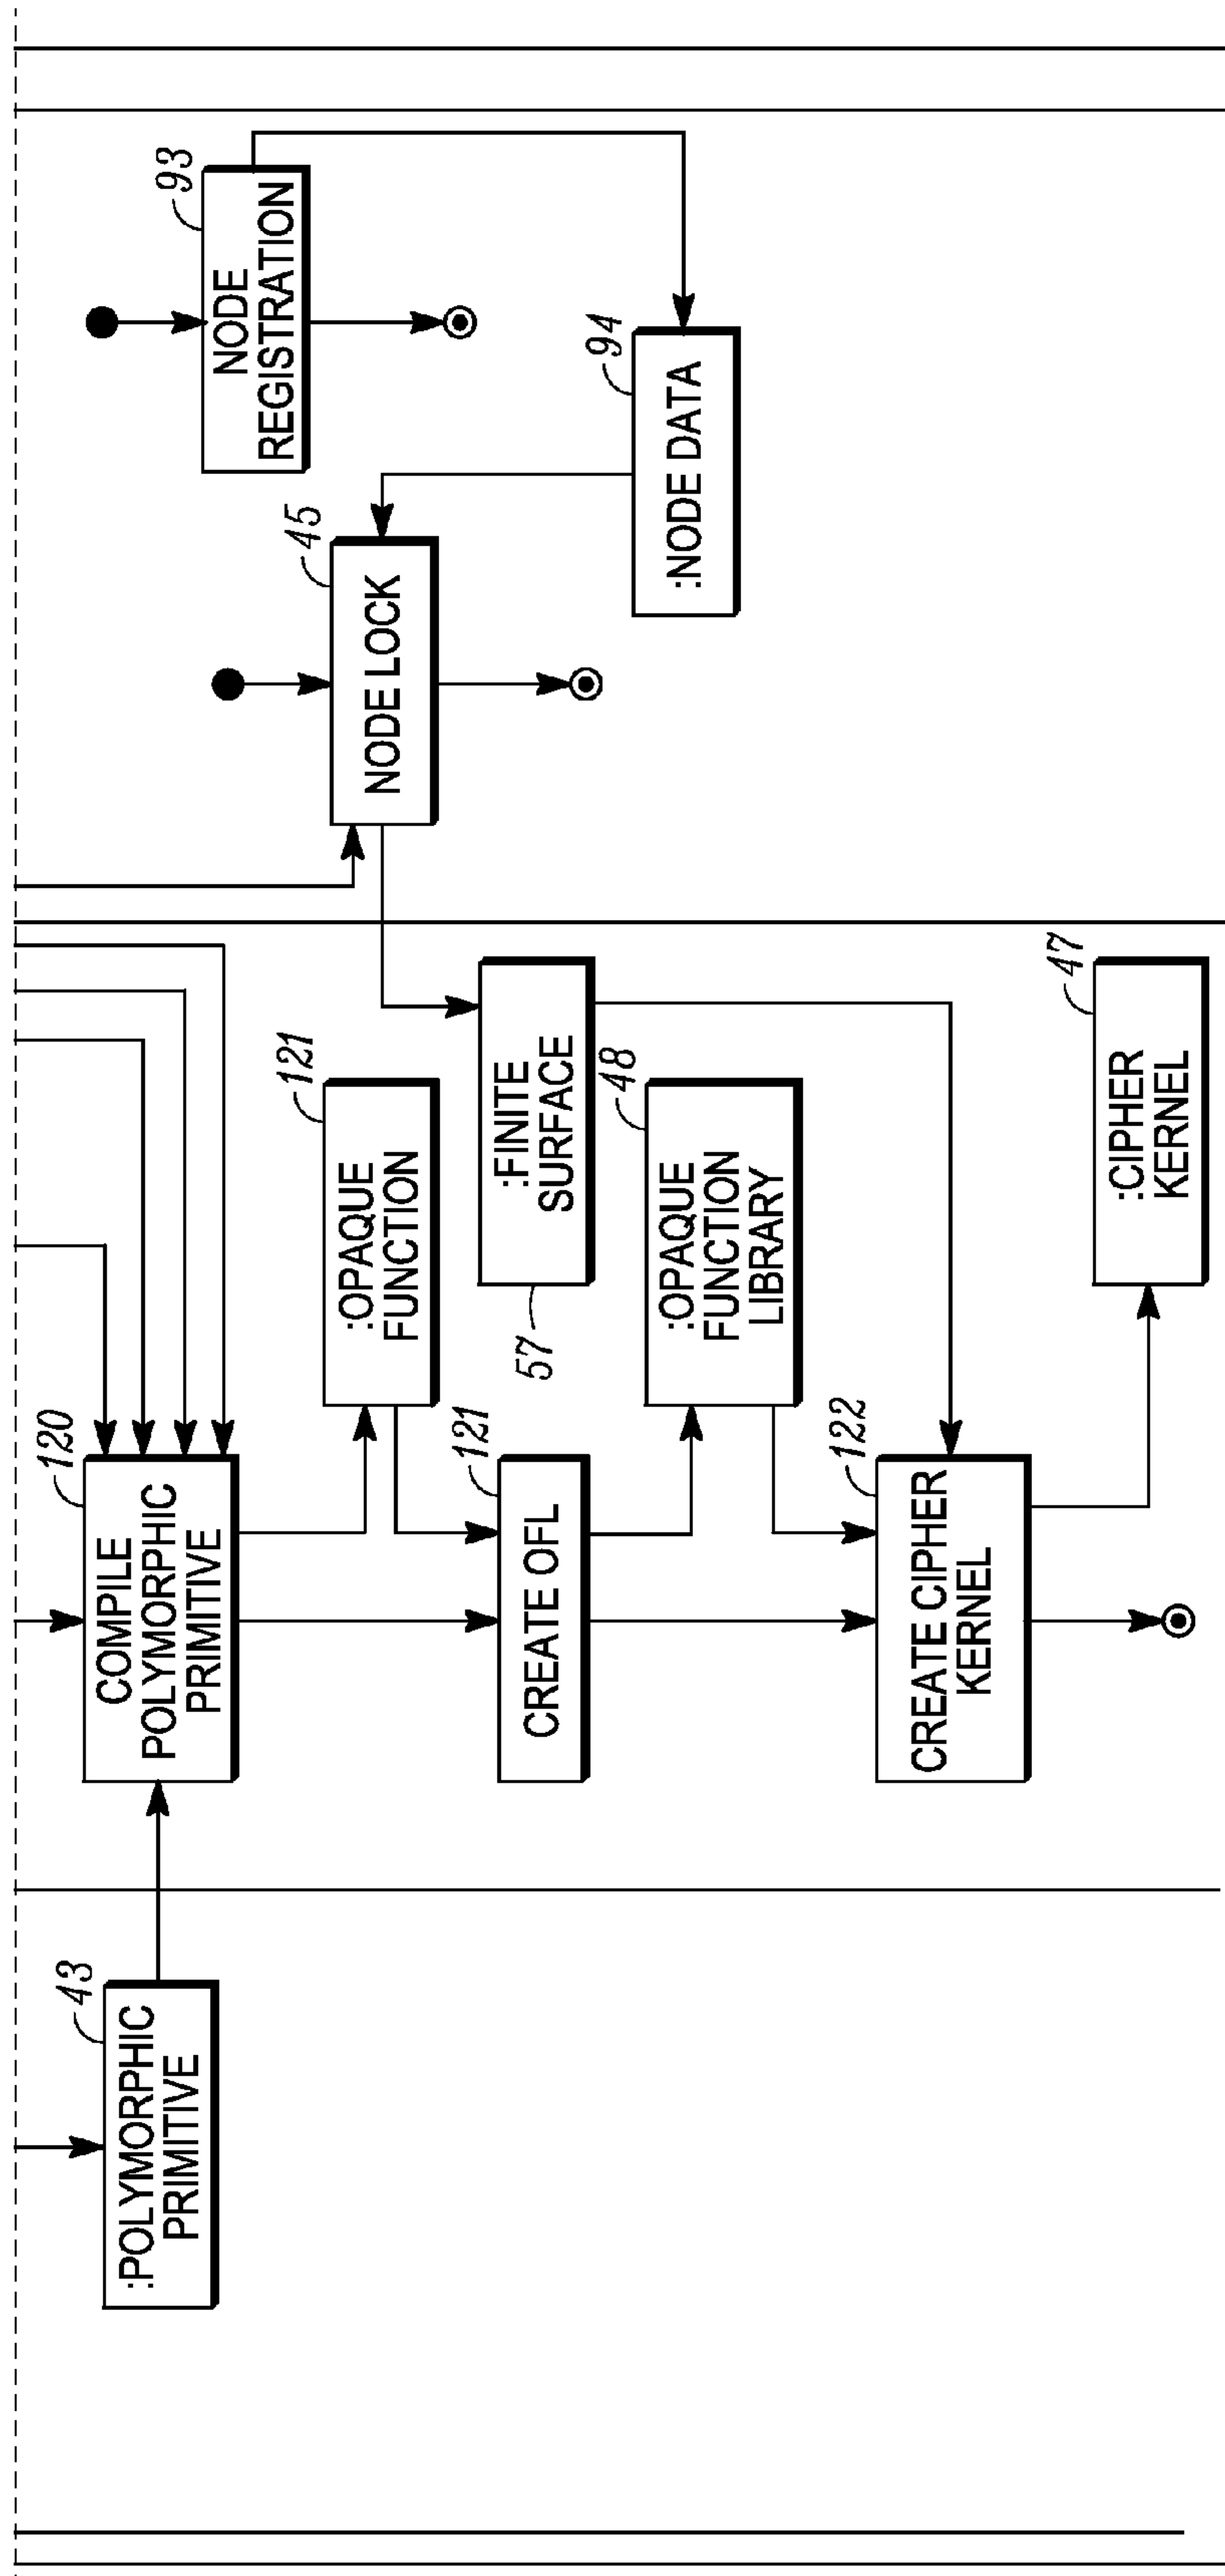 43
:POLYMORPHIC
PRIMITIVE
120
COMPILE
POLYMORPHIC
PRIMITIVE
121
:OPAQUE
FUNCTION
121
CREATE OFL
:FINITE
SURFACE
57
48
:OPAQUE
FUNCTION
LIBRARY
122
CREATE CIPHER
KERNEL
47
:CIPHER
KERNEL
45
NODE LOCK
93
NODE
REGISTRATION
94
:NODE DATA